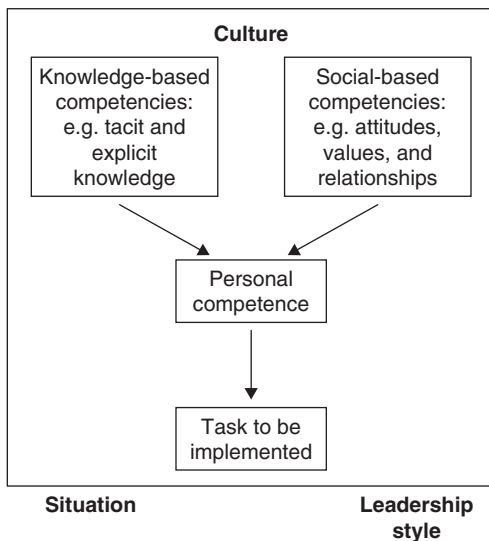 Culture
Knowledge-based
competencies:
e.g. tacit and
explicit
knowledge
Social-based
competencies:
e.g. attitudes,
values, and
relationships
Personal
competence
Task to be
implemented
Situation
Leadership
style